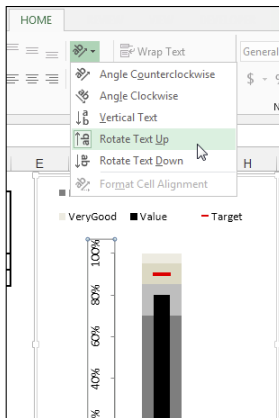 HOME
Wrap Text
General
$
Angle Counterclockwise
Angle Clockwise
Vertical Text
Rotate Text Up
Rotate Text Down
Format Cell Alignment
E
H
VeryGood Value Target
100%
80%
60%
40%